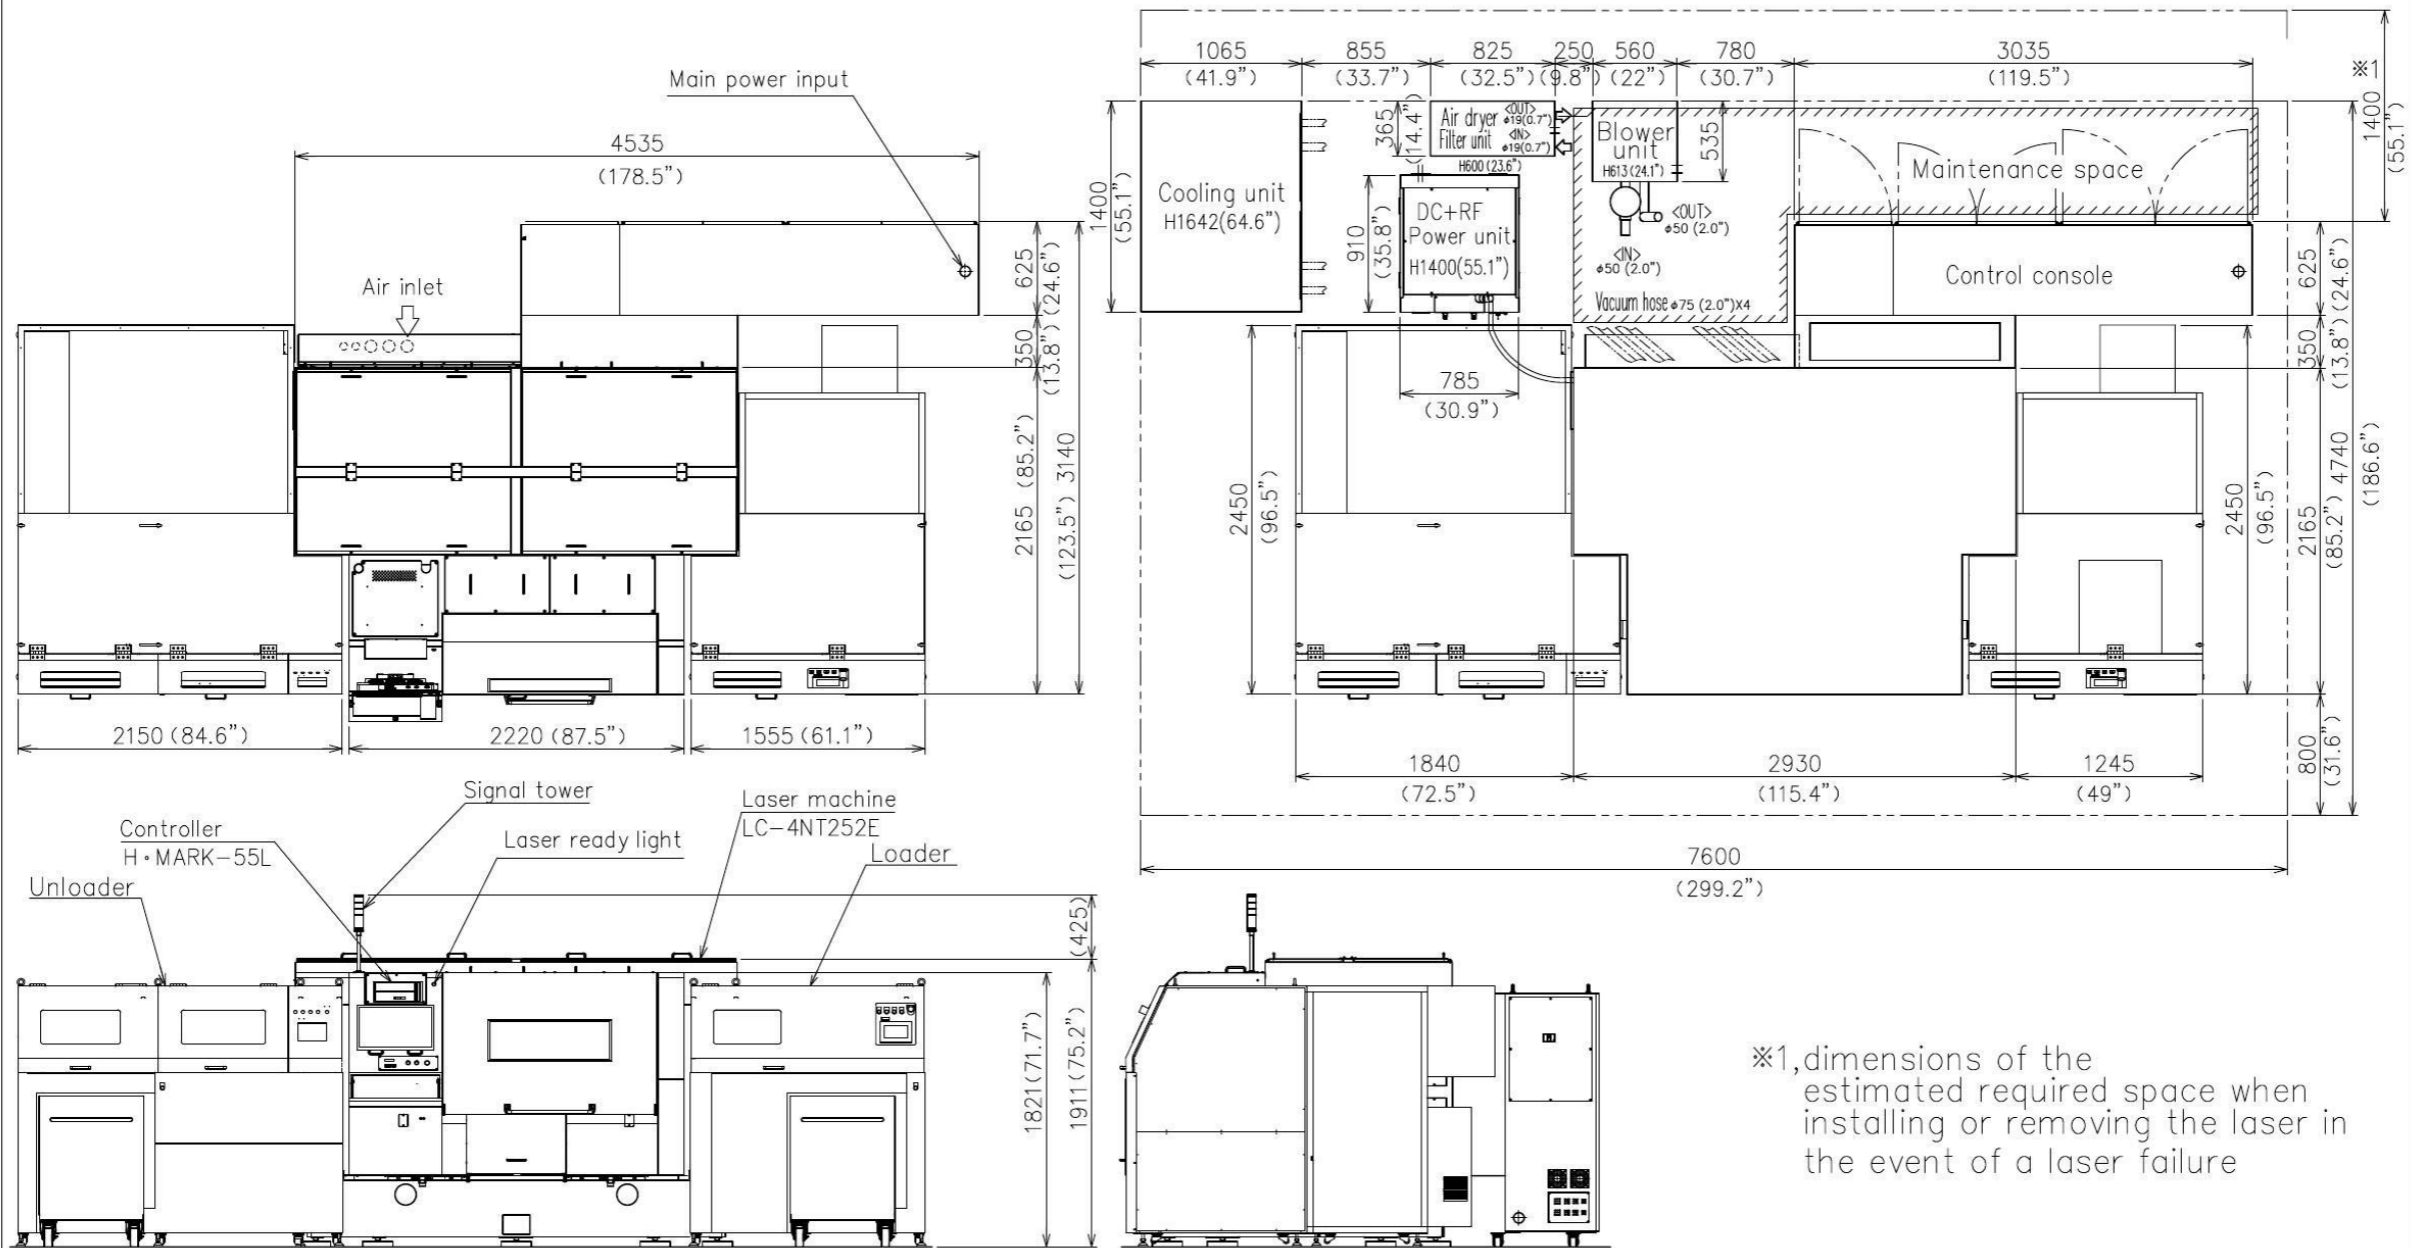 Main power input
4535
(178.5")
Air inlet
625
(24.6")
350
(13.8")
2165 (85.2")
3140
(123.5")
2150 (84.6")
2220 (87.5")
1555 (61.1")
1065
(41.9")
855
(33.7")
825
(32.5")
250
(9.8")
560
(22")
780
(30.7")
3035
(119.5")
※1
1400
(55.1")
1400
(55.1")
Cooling unit
H1642(64.6")
365
(14.4")
Air dryer
Filter unit
<OUT>
φ19(0.7")
<IN>
φ19(0.7")
H600(23.6")
Blower
unit
H613(24.1")
535
Maintenance space
910
(35.8")
DC+RF
Power unit
H1400(55.1")
<OUT>
φ50 (2.0")
<IN>
φ50 (2.0")
Vacuum hose φ75 (2.0")X4
Control console
625
(24.6")
350
(13.8")
785
(30.9")
2450
(96.5")
2450
(96.5")
2165
(85.2")
4740
(186.6")
800
(31.6")
1840
(72.5")
2930
(115.4")
1245
(49")
7600
(299.2")
Signal tower
Controller
H・MARK-55L
Laser ready light
Laser machine
LC-4NT252E
Loader
Unloader
(425)
1821(71.7")
1911(75.2")
※1,dimensions of the
estimated required space when
installing or removing the laser in
the event of a laser failure